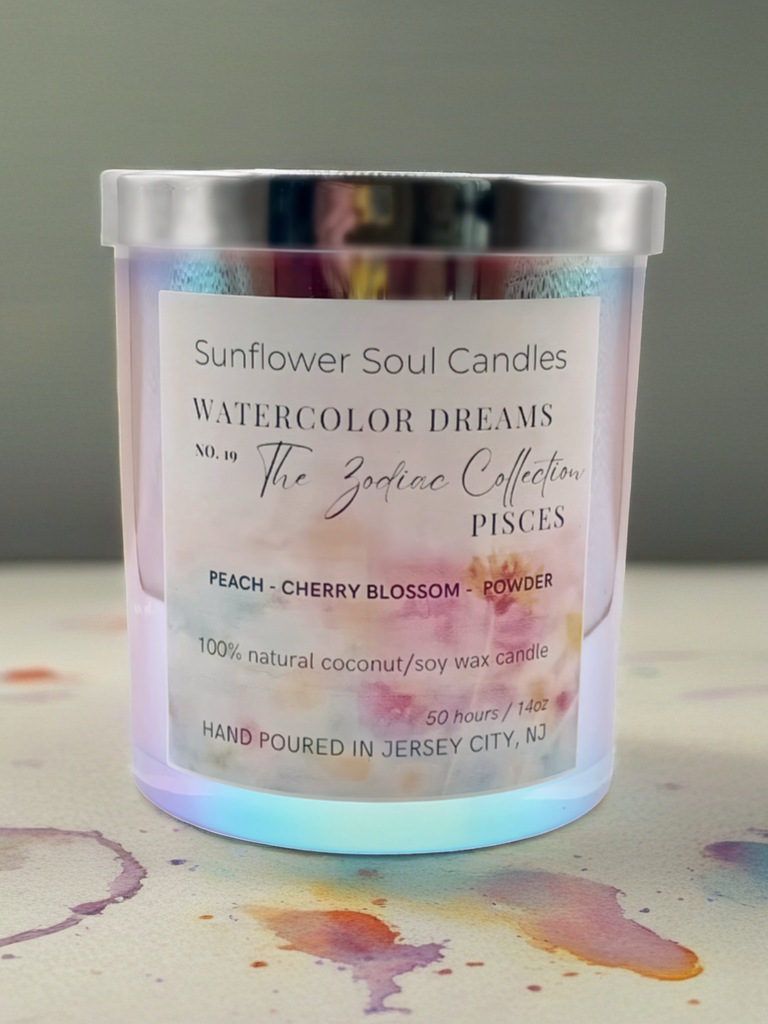 Sunflower Soul Candles
WATERCOLOR DREAMS
NO. 19 The Zodiac Collection
PISCES
PEACH - CHERRY BLOSSOM - POWDER
100% natural coconut/soy wax candle
50 hours / 14oz
HAND POURED IN JERSEY CITY, NJ